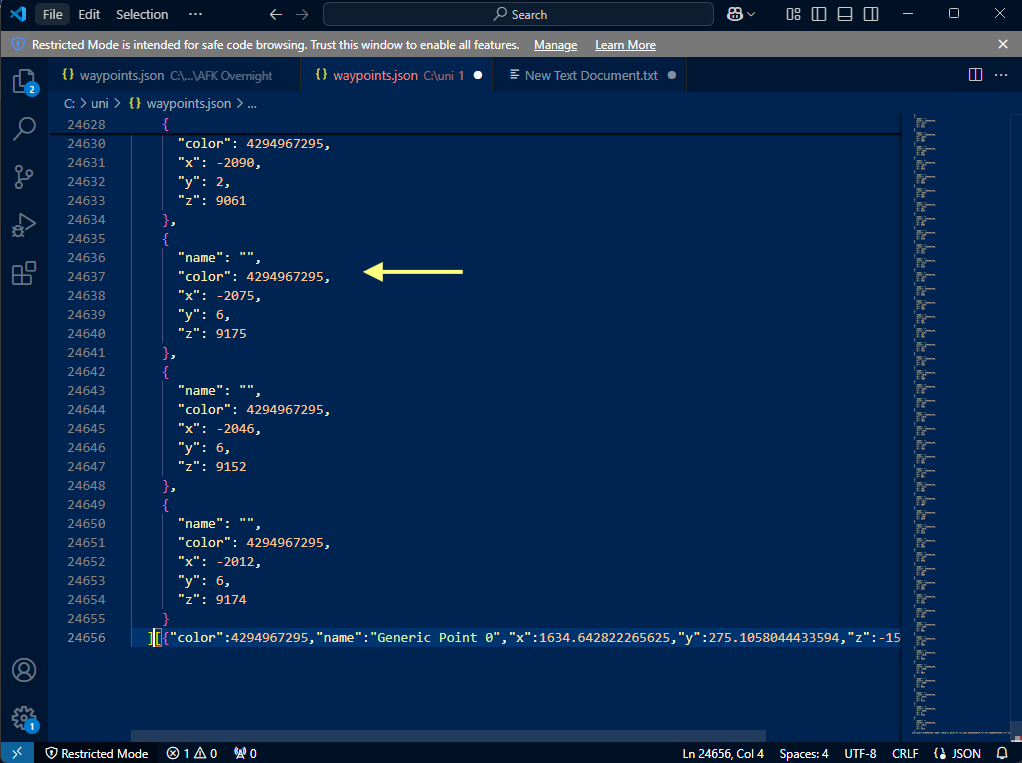 File Edit Selection ··· Search
Restricted Mode is intended for safe code browsing. Trust this window to enable all features. Manage Learn More
{} waypoints.json C:\...\AFK Overnight {} waypoints.json C:\uni 1 New Text Document.txt
2
C: > uni > {} waypoints.json > ...
24628 {
24630 "color": 4294967295,
24631 "x": -2090,
24632 "y": 2,
24633 "z": 9061
24634 },
24635 {
24636 "name": "",
24637 "color": 4294967295,
24638 "x": -2075,
24639 "y": 6,
24640 "z": 9175
24641 },
24642 {
24643 "name": "",
24644 "color": 4294967295,
24645 "x": -2046,
24646 "y": 6,
24647 "z": 9152
24648 },
24649 {
24650 "name": "",
24651 "color": 4294967295,
24652 "x": -2012,
24653 "y": 6,
24654 "z": 9174
24655 }
24656 ][{"color":4294967295,"name":"Generic Point 0","x":1634.642822265625,"y":275.1058044433594,"z":-15
1
Restricted Mode 1 0 0 Ln 24656, Col 4 Spaces: 4 UTF-8 CRLF {} JSON